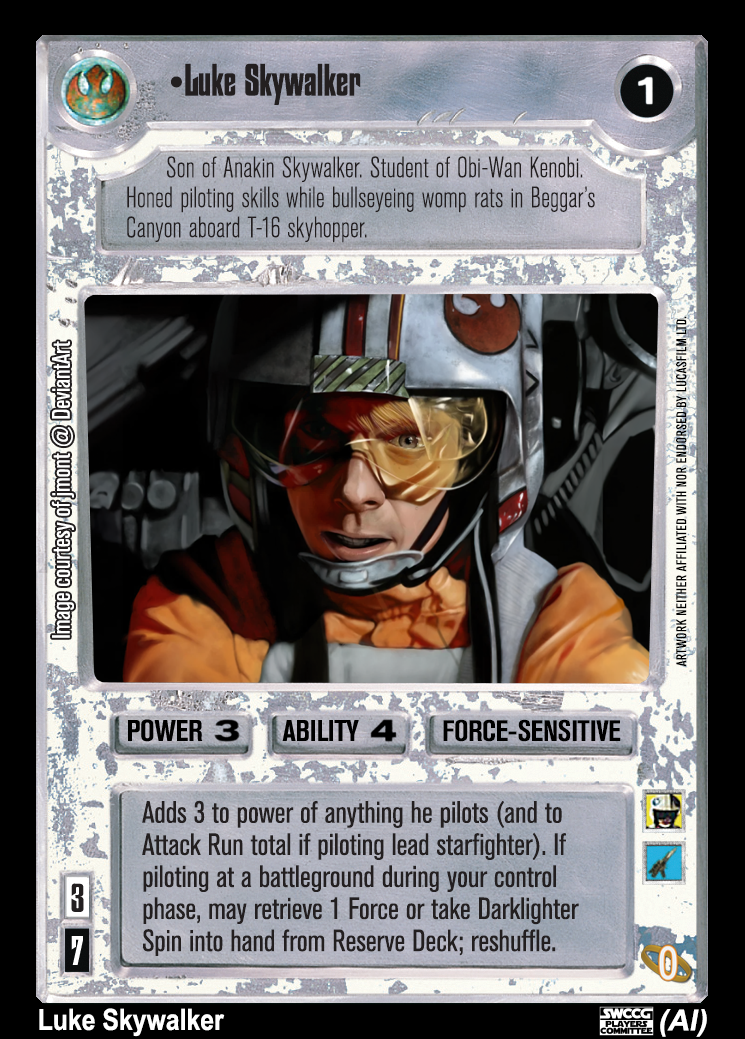 •Luke Skywalker
1
Son of Anakin Skywalker. Student of Obi-Wan Kenobi.
Honed piloting skills while bullseyeing womp rats in Beggar's
Canyon aboard T-16 skyhopper.
Image courtesy of jmont @ DeviantArt
ARTWORK NEITHER AFFILIATED WITH NOR ENDORSED BY LUCASFILM LTD.
POWER 3
ABILITY 4
FORCE-SENSITIVE
Adds 3 to power of anything he pilots (and to
Attack Run total if piloting lead starfighter). If
piloting at a battleground during your control
phase, may retrieve 1 Force or take Darklighter
Spin into hand from Reserve Deck; reshuffle.
3
7
0
Luke Skywalker
SWCCG
PLAYERS
COMMITTEE
(AI)